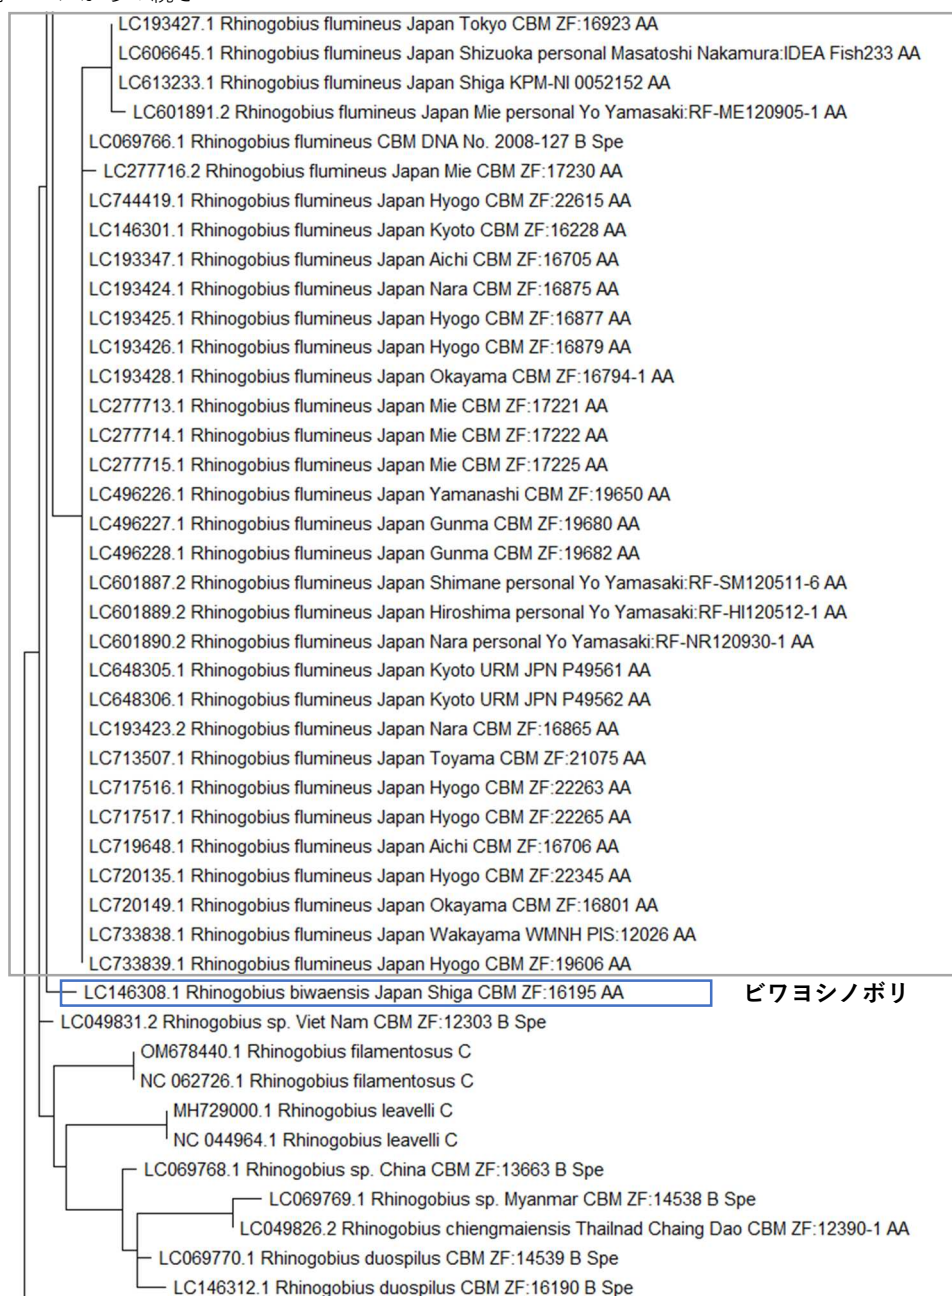 LC193427.1 Rhinogobius flumineus Japan Tokyo CBM ZF:16923 AA
LC606645.1 Rhinogobius flumineus Japan Shizuoka personal Masatoshi Nakamura:IDEA Fish233 AA
LC613233.1 Rhinogobius flumineus Japan Shiga KPM-NI 0052152 AA
LC601891.2 Rhinogobius flumineus Japan Mie personal Yo Yamasaki:RF-ME120905-1 AA
LC069766.1 Rhinogobius flumineus CBM DNA No. 2008-127 B Spe
LC277716.2 Rhinogobius flumineus Japan Mie CBM ZF:17230 AA
LC744419.1 Rhinogobius flumineus Japan Hyogo CBM ZF:22615 AA
LC146301.1 Rhinogobius flumineus Japan Kyoto CBM ZF:16228 AA
LC193347.1 Rhinogobius flumineus Japan Aichi CBM ZF:16705 AA
LC193424.1 Rhinogobius flumineus Japan Nara CBM ZF:16875 AA
LC193425.1 Rhinogobius flumineus Japan Hyogo CBM ZF:16877 AA
LC193426.1 Rhinogobius flumineus Japan Hyogo CBM ZF:16879 AA
LC193428.1 Rhinogobius flumineus Japan Okayama CBM ZF:16794-1 AA
LC277713.1 Rhinogobius flumineus Japan Mie CBM ZF:17221 AA
LC277714.1 Rhinogobius flumineus Japan Mie CBM ZF:17222 AA
LC277715.1 Rhinogobius flumineus Japan Mie CBM ZF:17225 AA
LC496226.1 Rhinogobius flumineus Japan Yamanashi CBM ZF:19650 AA
LC496227.1 Rhinogobius flumineus Japan Gunma CBM ZF:19680 AA
LC496228.1 Rhinogobius flumineus Japan Gunma CBM ZF:19682 AA
LC601887.2 Rhinogobius flumineus Japan Shimane personal Yo Yamasaki:RF-SM120511-6 AA
LC601889.2 Rhinogobius flumineus Japan Hiroshima personal Yo Yamasaki:RF-HI120512-1 AA
LC601890.2 Rhinogobius flumineus Japan Nara personal Yo Yamasaki:RF-NR120930-1 AA
LC648305.1 Rhinogobius flumineus Japan Kyoto URM JPN P49561 AA
LC648306.1 Rhinogobius flumineus Japan Kyoto URM JPN P49562 AA
LC193423.2 Rhinogobius flumineus Japan Nara CBM ZF:16865 AA
LC713507.1 Rhinogobius flumineus Japan Toyama CBM ZF:21075 AA
LC717516.1 Rhinogobius flumineus Japan Hyogo CBM ZF:22263 AA
LC717517.1 Rhinogobius flumineus Japan Hyogo CBM ZF:22265 AA
LC719648.1 Rhinogobius flumineus Japan Aichi CBM ZF:16706 AA
LC720135.1 Rhinogobius flumineus Japan Hyogo CBM ZF:22345 AA
LC720149.1 Rhinogobius flumineus Japan Okayama CBM ZF:16801 AA
LC733838.1 Rhinogobius flumineus Japan Wakayama WMNH PIS:12026 AA
LC733839.1 Rhinogobius flumineus Japan Hyogo CBM ZF:19606 AA
LC146308.1 Rhinogobius biwaensis Japan Shiga CBM ZF:16195 AA ビワヨシノボリ
LC049831.2 Rhinogobius sp. Viet Nam CBM ZF:12303 B Spe
OM678440.1 Rhinogobius filamentosus C
NC 062726.1 Rhinogobius filamentosus C
MH729000.1 Rhinogobius leavelli C
NC 044964.1 Rhinogobius leavelli C
LC069768.1 Rhinogobius sp. China CBM ZF:13663 B Spe
LC069769.1 Rhinogobius sp. Myanmar CBM ZF:14538 B Spe
LC049826.2 Rhinogobius chiengmaiensis Thailnad Chaing Dao CBM ZF:12390-1 AA
LC069770.1 Rhinogobius duospilus CBM ZF:14539 B Spe
LC146312.1 Rhinogobius duospilus CBM ZF:16190 B Spe